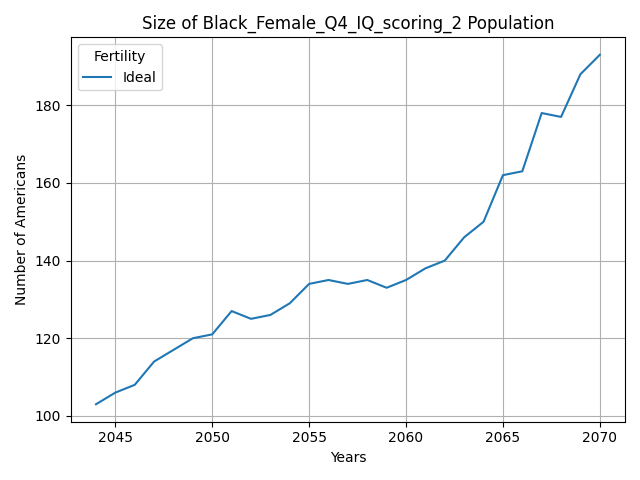 Size of Black_Female_Q4_IQ_scoring_2 Population
Fertility
Ideal
Number of Americans
180
160
140
120
100
2045 2050 2055 2060 2065 2070
Years